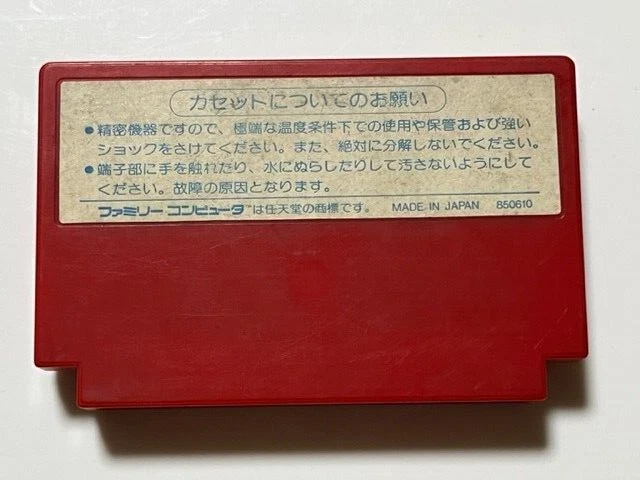 カセットについてのお願い
●精密機器ですので、極端な温度条件下での使用や保管および強い
ショックをさけてください。また、絶対に分解しないでください。
●端子部に手を触れたり、水にぬらしたりして汚さないようにして
ください。故障の原因となります。
ファミリーコンピュータ™は任天堂の商標です。 MADE IN JAPAN 850610